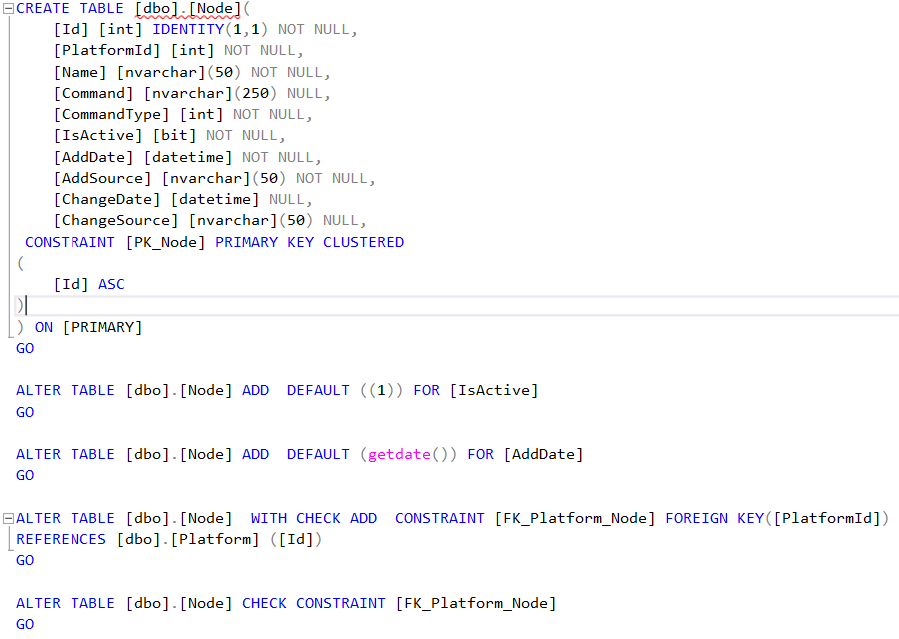 CREATE TABLE [dbo].[Node](
[Id] [int] IDENTITY(1,1) NOT NULL,
[PlatformId] [int] NOT NULL,
[Name] [nvarchar](50) NOT NULL,
[Command] [nvarchar](250) NULL,
[CommandType] [int] NOT NULL,
[IsActive] [bit] NOT NULL,
[AddDate] [datetime] NOT NULL,
[AddSource] [nvarchar](50) NOT NULL,
[ChangeDate] [datetime] NULL,
[ChangeSource] [nvarchar](50) NULL,
CONSTRAINT [PK_Node] PRIMARY KEY CLUSTERED
(
[Id] ASC
)
) ON [PRIMARY]
GO
ALTER TABLE [dbo].[Node] ADD  DEFAULT ((1)) FOR [IsActive]
GO
ALTER TABLE [dbo].[Node] ADD  DEFAULT (getdate()) FOR [AddDate]
GO
ALTER TABLE [dbo].[Node]  WITH CHECK ADD  CONSTRAINT [FK_Platform_Node] FOREIGN KEY([PlatformId])
REFERENCES [dbo].[Platform] ([Id])
GO
ALTER TABLE [dbo].[Node] CHECK CONSTRAINT [FK_Platform_Node]
GO